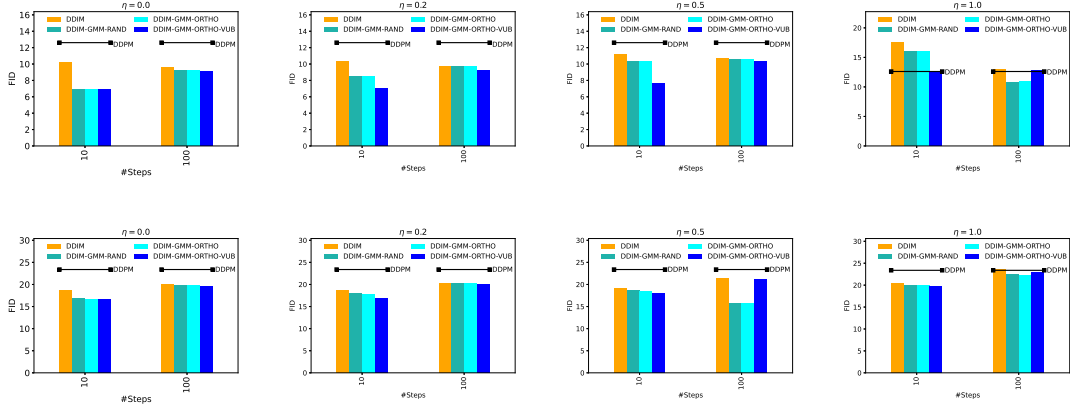 η = 0.0
DDIM
DDIM-GMM-RAND
DDIM-GMM-ORTHO
DDIM-GMM-ORTHO-VUB
DDPM
FID
16
14
12
10
8
6
4
2
0
10
100
#Steps
η = 0.2
DDIM
DDIM-GMM-RAND
DDIM-GMM-ORTHO
DDIM-GMM-ORTHO-VUB
DDPM
FID
16
14
12
10
8
6
4
2
0
10
100
#Steps
η = 0.5
DDIM
DDIM-GMM-RAND
DDIM-GMM-ORTHO
DDIM-GMM-ORTHO-VUB
DDPM
FID
16
14
12
10
8
6
4
2
0
10
100
#Steps
η = 1.0
DDIM
DDIM-GMM-RAND
DDIM-GMM-ORTHO
DDIM-GMM-ORTHO-VUB
DDPM
FID
20
15
10
5
0
10
100
#Steps
η = 0.0
DDIM
DDIM-GMM-RAND
DDIM-GMM-ORTHO
DDIM-GMM-ORTHO-VUB
DDPM
FID
30
25
20
15
10
5
0
10
100
#Steps
η = 0.2
DDIM
DDIM-GMM-RAND
DDIM-GMM-ORTHO
DDIM-GMM-ORTHO-VUB
DDPM
FID
30
25
20
15
10
5
0
10
100
#Steps
η = 0.5
DDIM
DDIM-GMM-RAND
DDIM-GMM-ORTHO
DDIM-GMM-ORTHO-VUB
DDPM
FID
30
25
20
15
10
5
0
10
100
#Steps
η = 1.0
DDIM
DDIM-GMM-RAND
DDIM-GMM-ORTHO
DDIM-GMM-ORTHO-VUB
DDPM
FID
30
25
20
15
10
5
0
10
100
#Steps